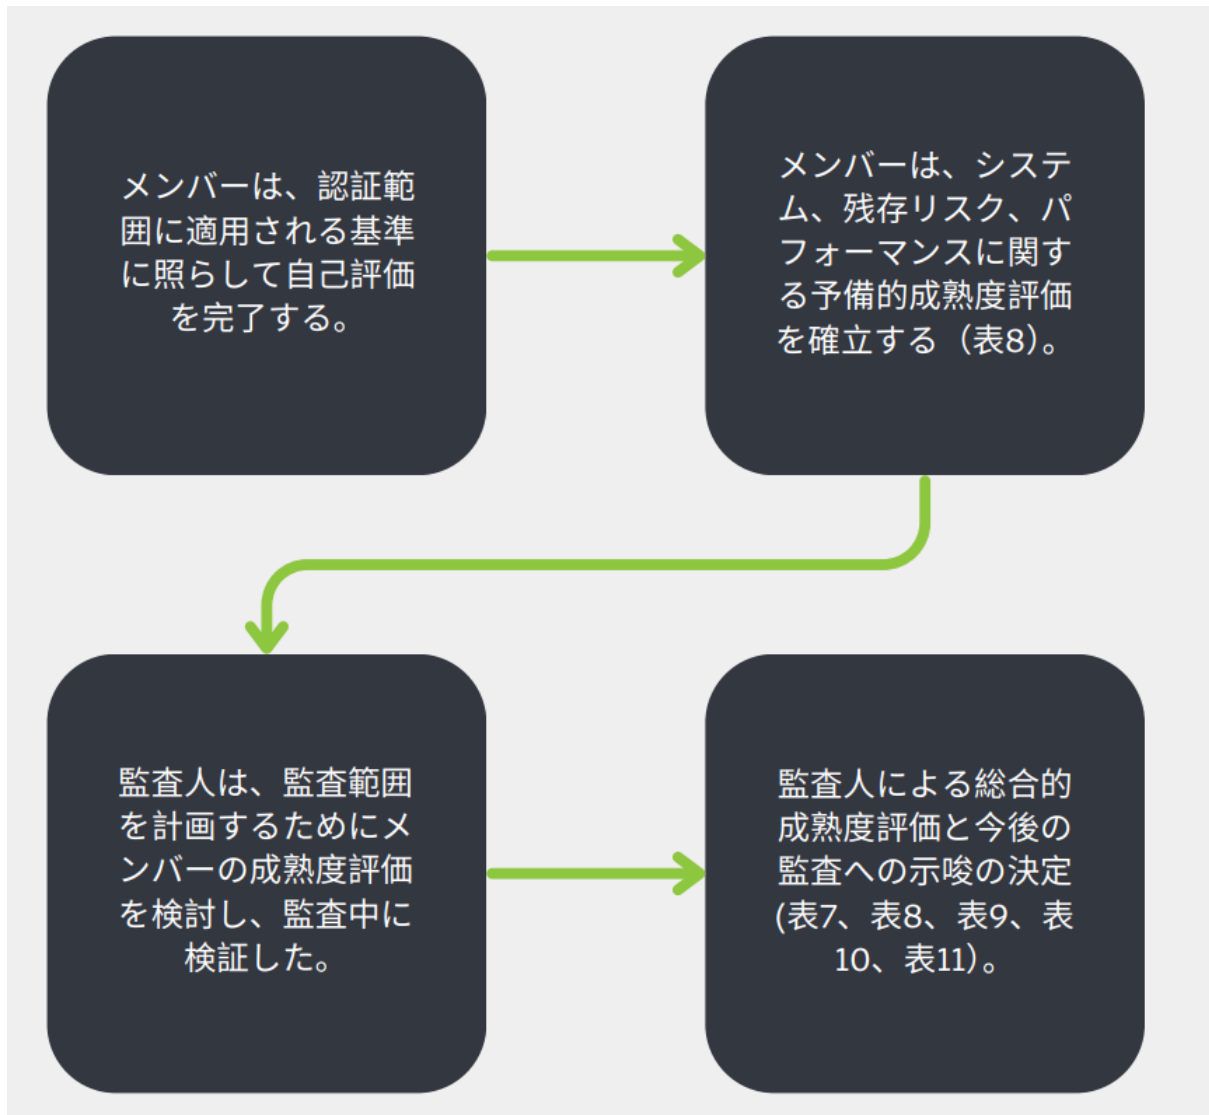 メンバーは、認証範
囲に適用される基準
に照らして自己評価
を完了する。
メンバーは、システ
ム、残存リスク、パ
フォーマンスに関す
る予備的成熟度評価
を確立する（表8）。
監査人は、監査範囲
を計画するためにメ
ンバーの成熟度評価
を検討し、監査中に
検証した。
監査人による総合的
成熟度評価と今後の
監査への示唆の決定
(表7、表8、表9、表
10、表11）。